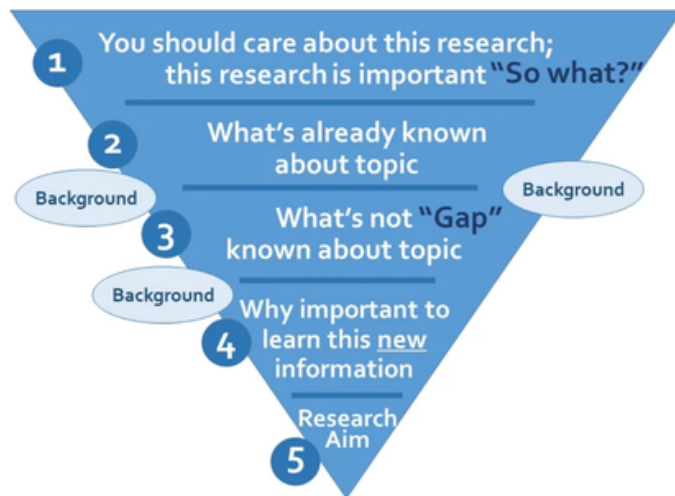 1
You should care about this research;
this research is important "So what?"
2
What's already known
about topic
Background
Background
3
What's not "Gap"
known about topic
Background
4
Why important to
learn this new
information
5
Research
Aim